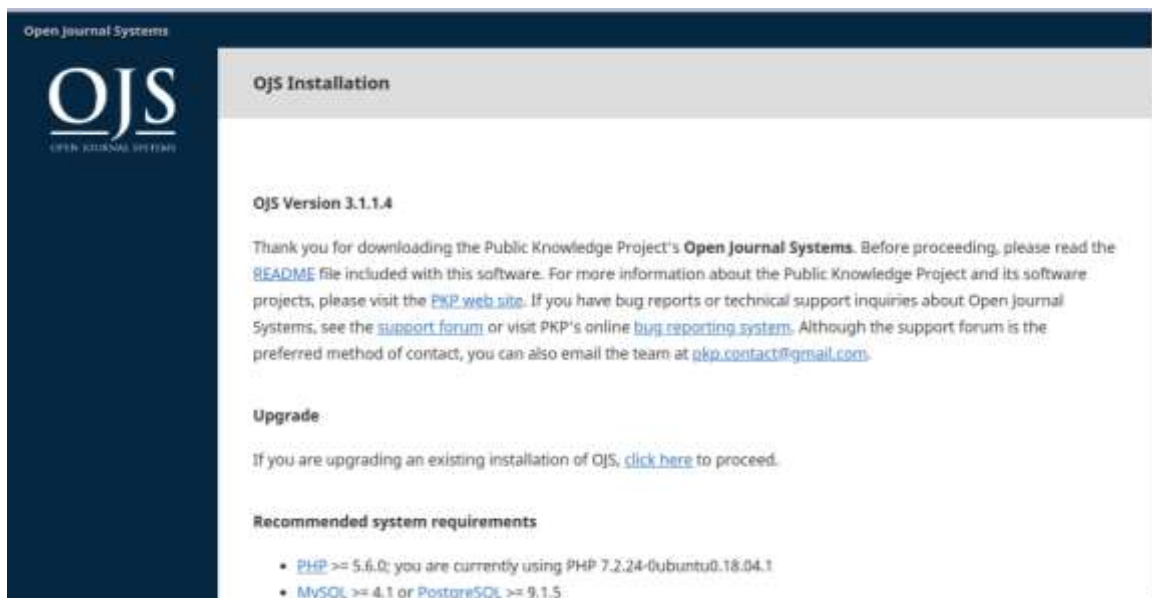 Open Journal Systems
OJS
OPEN JOURNAL SYSTEMS
OJS Installation
OJS Version 3.1.1.4
Thank you for downloading the Public Knowledge Project's Open Journal Systems. Before proceeding, please read the
README file included with this software. For more information about the Public Knowledge Project and its software
projects, please visit the PKP web site. If you have bug reports or technical support inquiries about Open Journal
Systems, see the support forum or visit PKP's online bug reporting system. Although the support forum is the
preferred method of contact, you can also email the team at pkp.contact@gmail.com.
Upgrade
If you are upgrading an existing installation of OJS, click here to proceed.
Recommended system requirements
• PHP >= 5.6.0; you are currently using PHP 7.2.24-0ubuntu0.18.04.1
• MySQL >= 4.1 or PostgreSQL >= 9.1.5